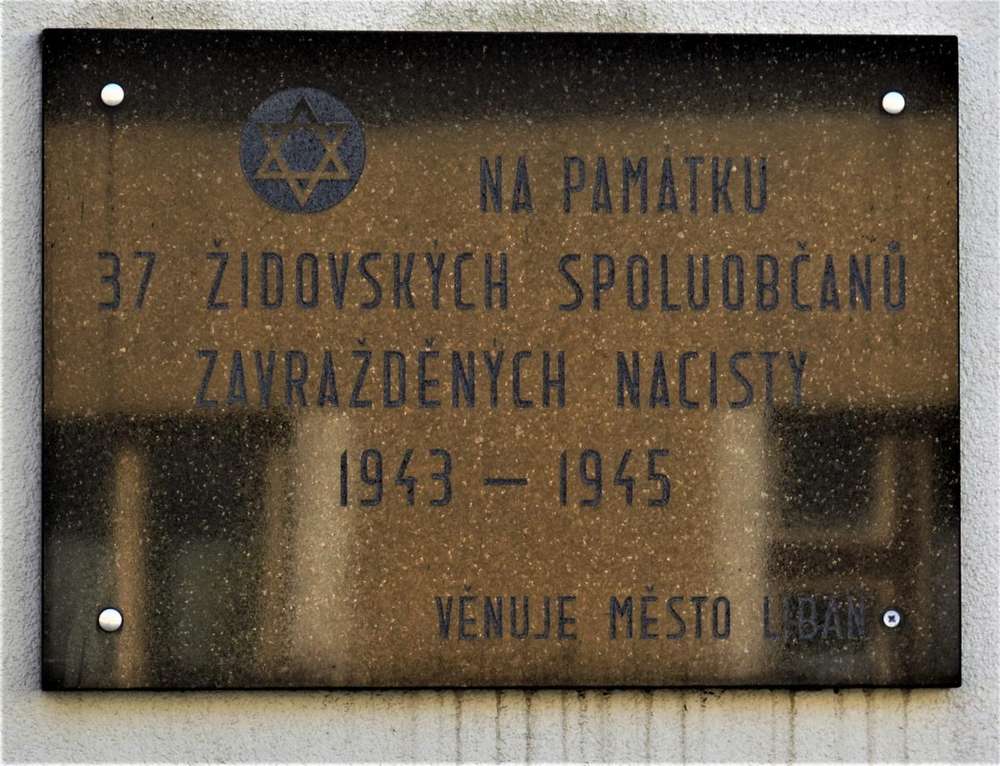 NA PAMÁTKU
37 ŽIDOVSKÝCH SPOLUOBČANŮ
ZAVRAŽDĚNÝCH NACISTY
1943 – 1945
VĚNUJE MĚSTO LIBÁŇ